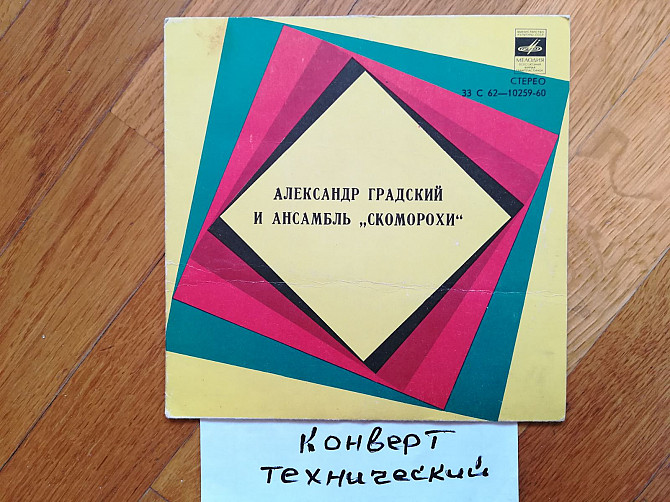 МЕЛОДИЯ
СТЕРЕО
33 С 62—10259-60
АЛЕКСАНДР ГРАДСКИЙ
И АНСАМБЛЬ „СКОМОРОХИ“
Конверт
технический